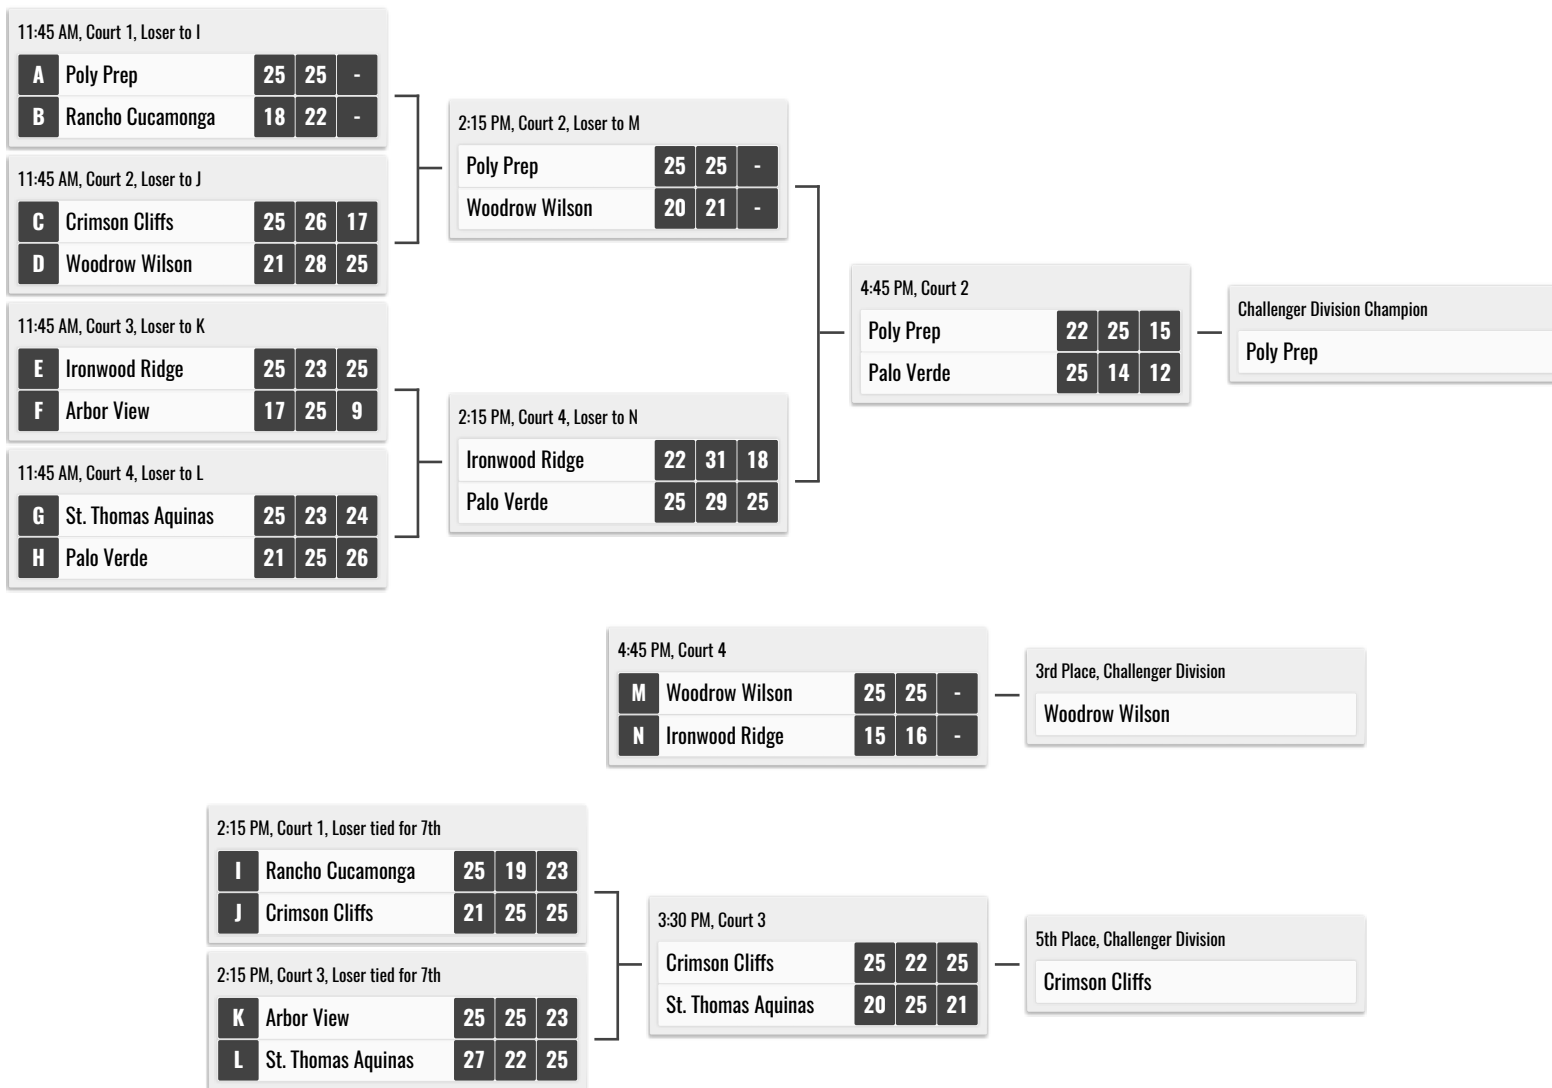 11:45 AM, Court 1, Loser to I
A Poly Prep 25 25 -
B Rancho Cucamonga 18 22 -
11:45 AM, Court 2, Loser to J
C Crimson Cliffs 25 26 17
D Woodrow Wilson 21 28 25
11:45 AM, Court 3, Loser to K
E Ironwood Ridge 25 23 25
F Arbor View 17 25 9
11:45 AM, Court 4, Loser to L
G St. Thomas Aquinas 25 23 24
H Palo Verde 21 25 26
2:15 PM, Court 2, Loser to M
Poly Prep 25 25 -
Woodrow Wilson 20 21 -
2:15 PM, Court 4, Loser to N
Ironwood Ridge 22 31 18
Palo Verde 25 29 25
4:45 PM, Court 2
Poly Prep 22 25 15
Palo Verde 25 14 12
Challenger Division Champion
Poly Prep
4:45 PM, Court 4
M Woodrow Wilson 25 25 -
N Ironwood Ridge 15 16 -
3rd Place, Challenger Division
Woodrow Wilson
2:15 PM, Court 1, Loser tied for 7th
I Rancho Cucamonga 25 19 23
J Crimson Cliffs 21 25 25
2:15 PM, Court 3, Loser tied for 7th
K Arbor View 25 25 23
L St. Thomas Aquinas 27 22 25
3:30 PM, Court 3
Crimson Cliffs 25 22 25
St. Thomas Aquinas 20 25 21
5th Place, Challenger Division
Crimson Cliffs